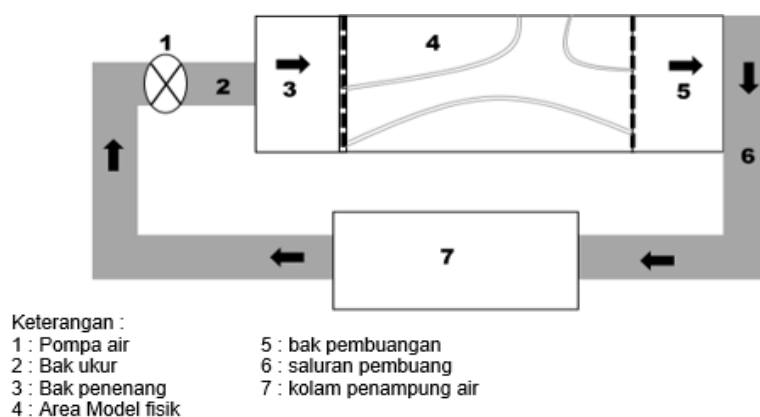 1
2
3
4
5
6
7
Keterangan :
1 : Pompa air
2 : Bak ukur
3 : Bak penenang
4 : Area Model fisik
5 : bak pembuangan
6 : saluran pembuang
7 : kolam penampung air